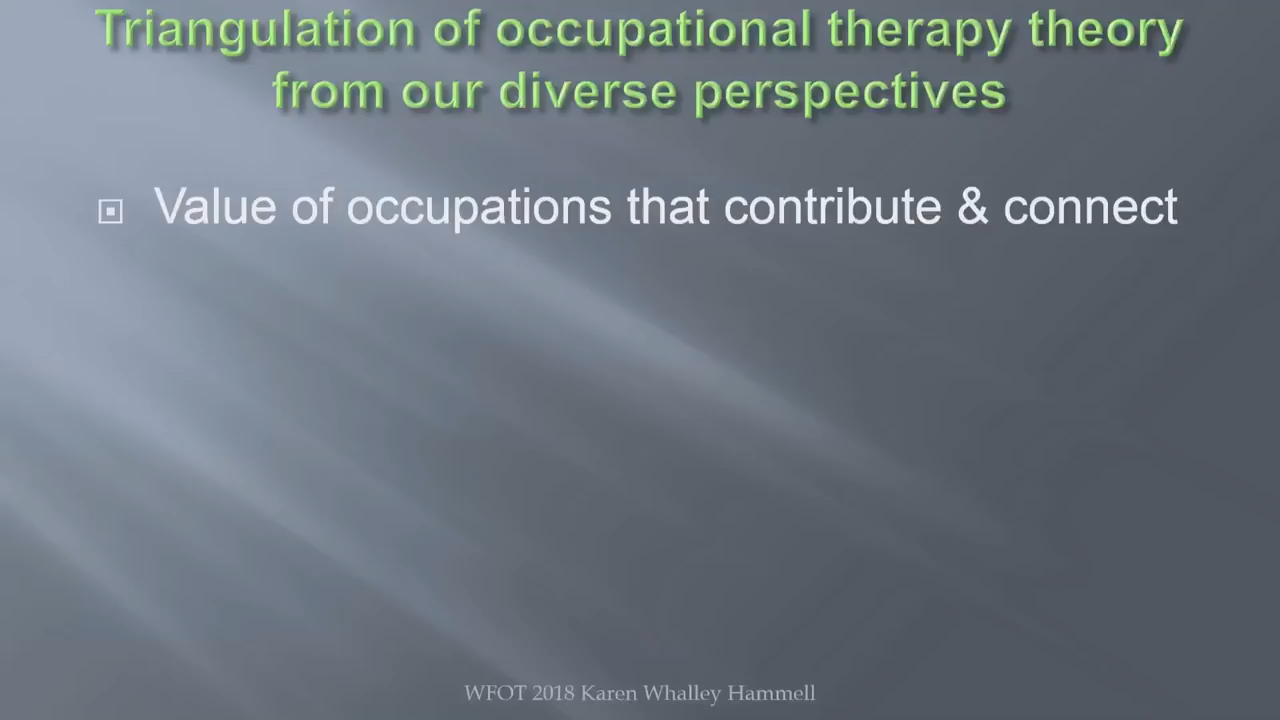 Triangulation of occupational therapy theory
from our diverse perspectives
Value of occupations that contribute & connect
WFOT 2018 Karen Whalley Hammell